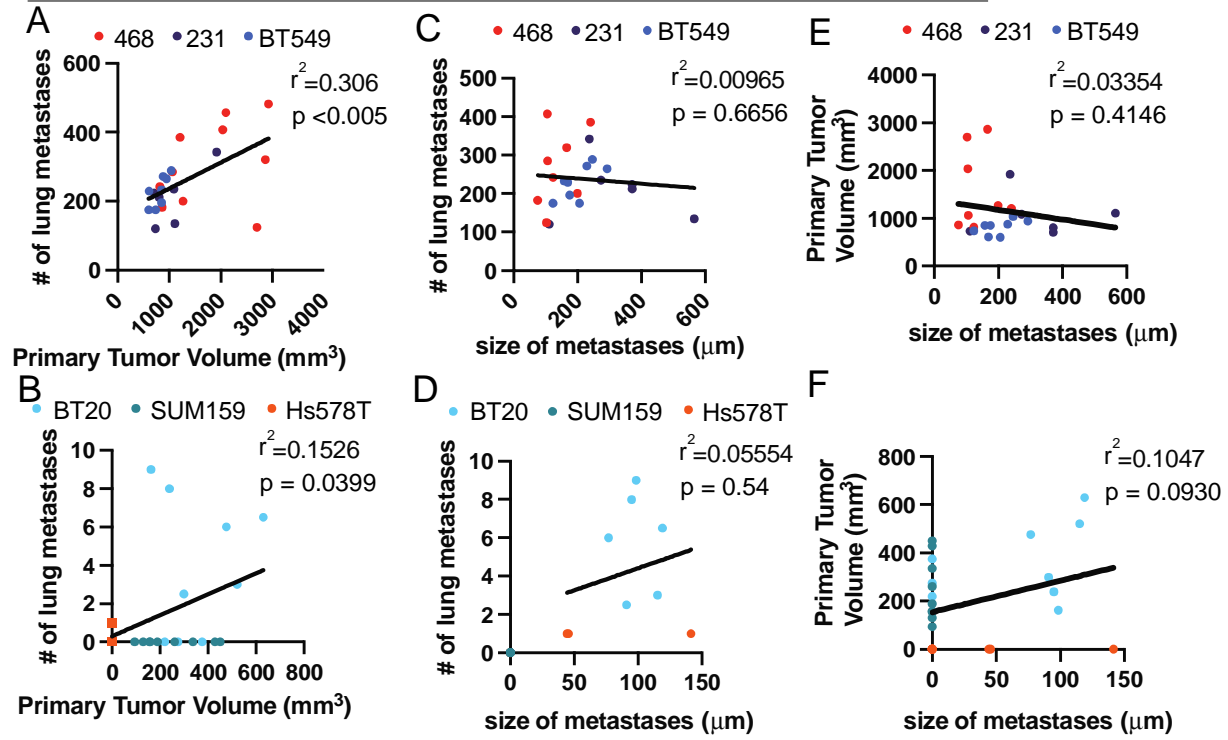 A
468 231 BT549
r²=0.306
p <0.005
# of lung metastases
600
400
200
0
0 1000 2000 3000 4000
Primary Tumor Volume (mm³)
C
468 231 BT549
r²=0.00965
p = 0.6656
# of lung metastases
500
400
300
200
100
0
0 200 400 600
size of metastases (μm)
E
468 231 BT549
r²=0.03354
p = 0.4146
Primary Tumor
Volume (mm³)
4000
3000
2000
1000
0
0 200 400 600
size of metastases (μm)
B
BT20 SUM159 Hs578T
r²=0.1526
p = 0.0399
# of lung metastases
10
8
6
4
2
0
0 200 400 600 800
Primary Tumor Volume (mm³)
D
BT20 SUM159 Hs578T
r²=0.05554
p = 0.54
# of lung metastases
10
8
6
4
2
0
0 50 100 150
size of metastases (μm)
F
r²=0.1047
p = 0.0930
Primary Tumor
Volume (mm³)
800
600
400
200
0
0 50 100 150
size of metastases (μm)